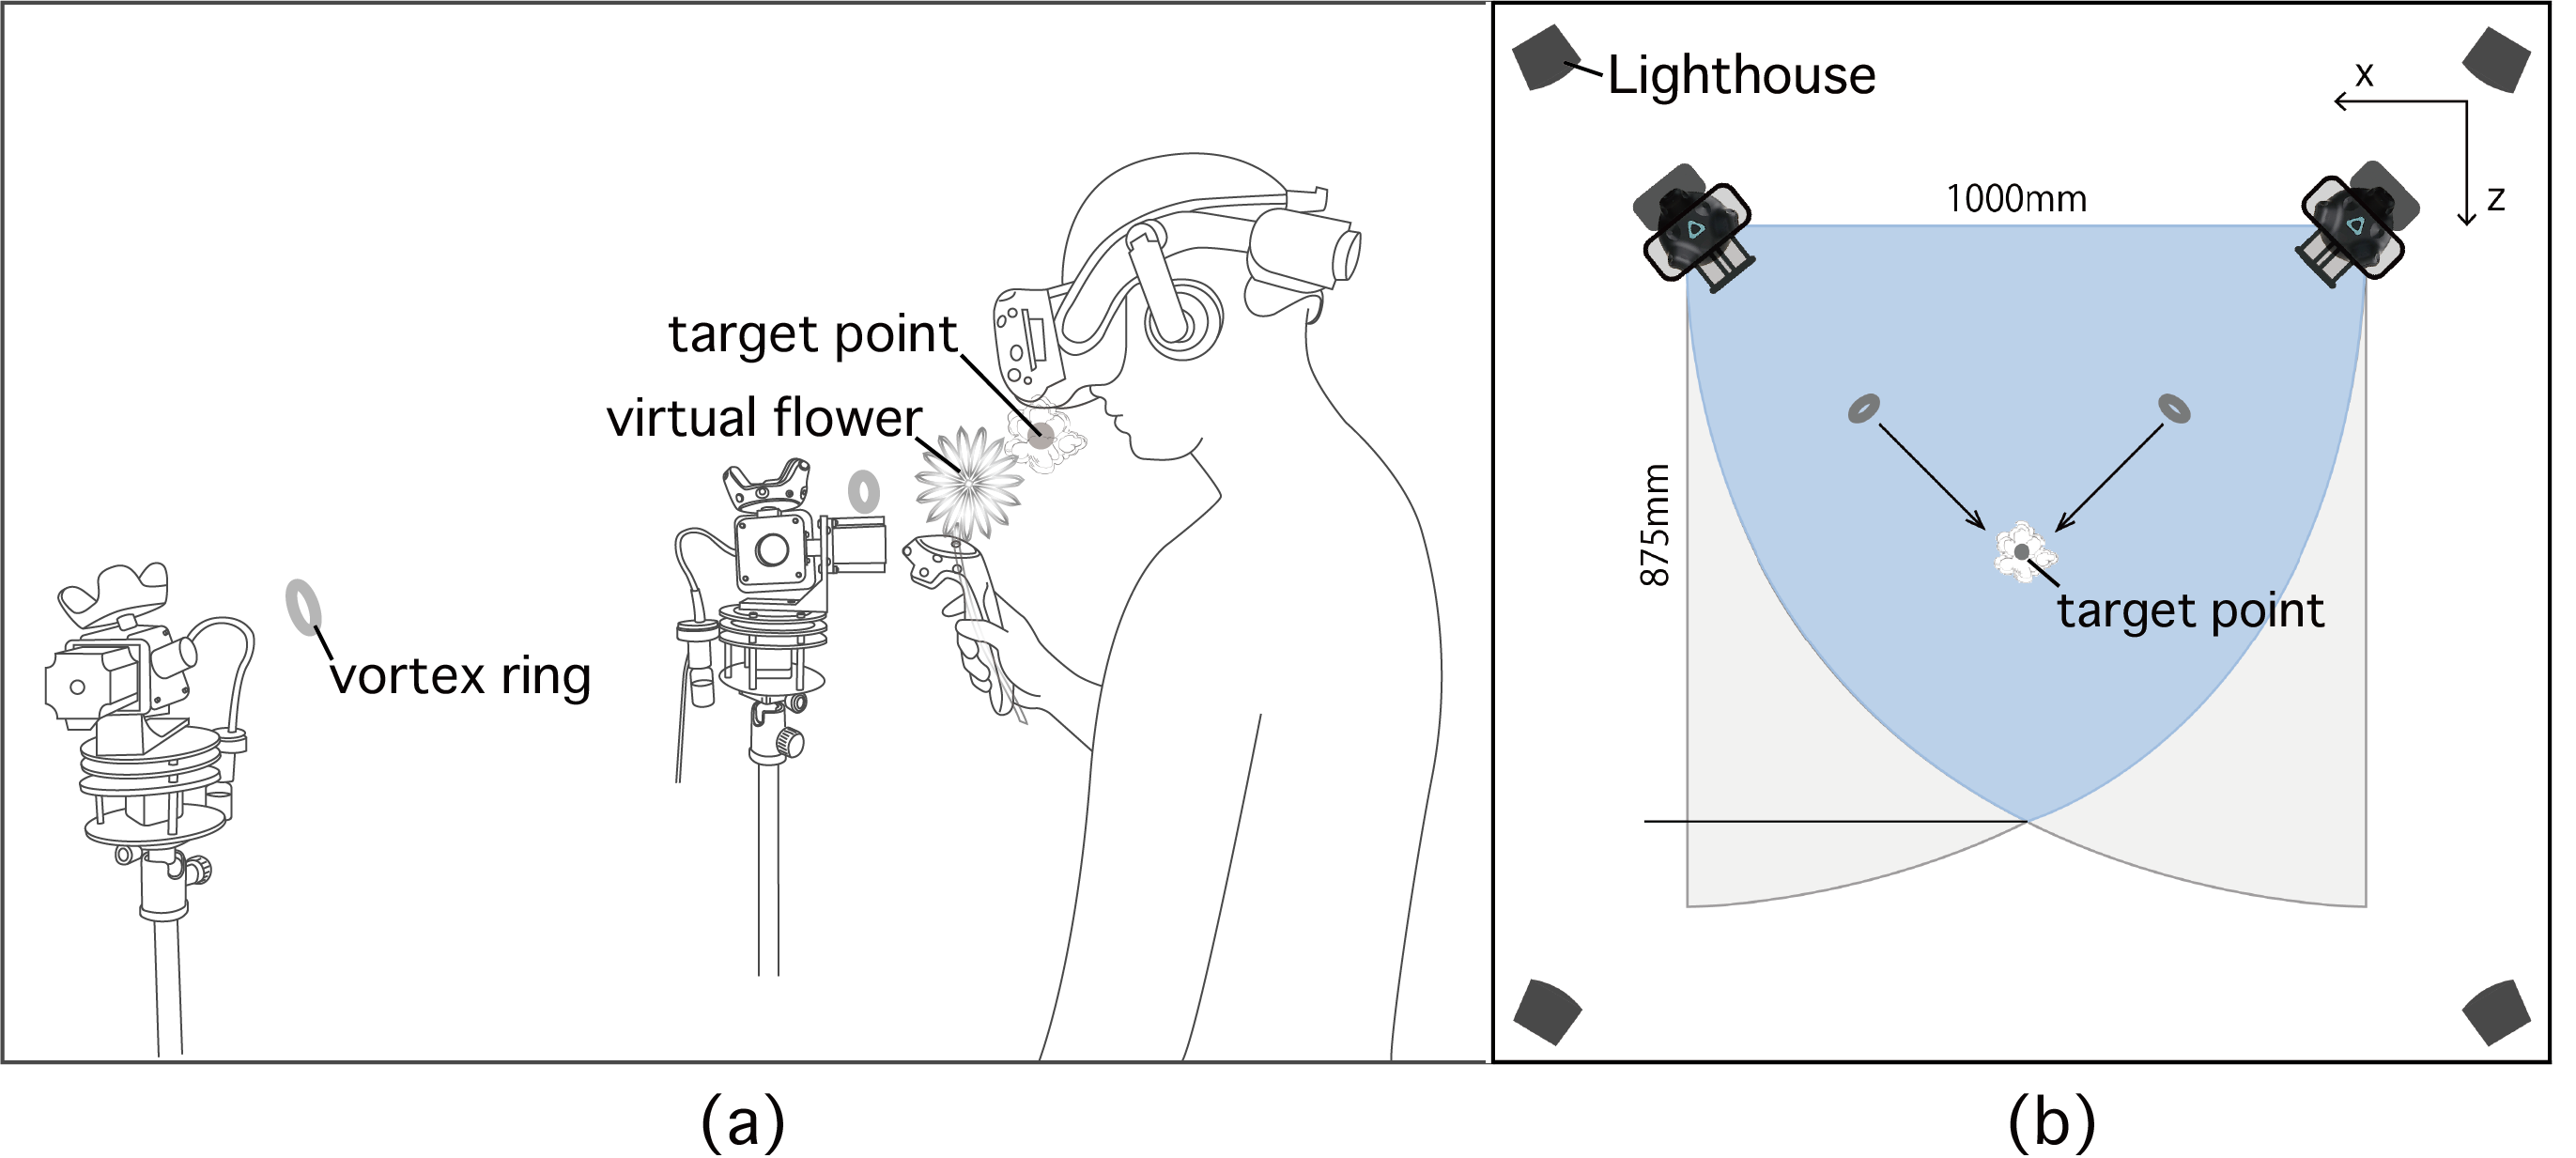 target point
virtual flower
vortex ring
(a)
Lighthouse
x
z
1000mm
875mm
target point
(b)